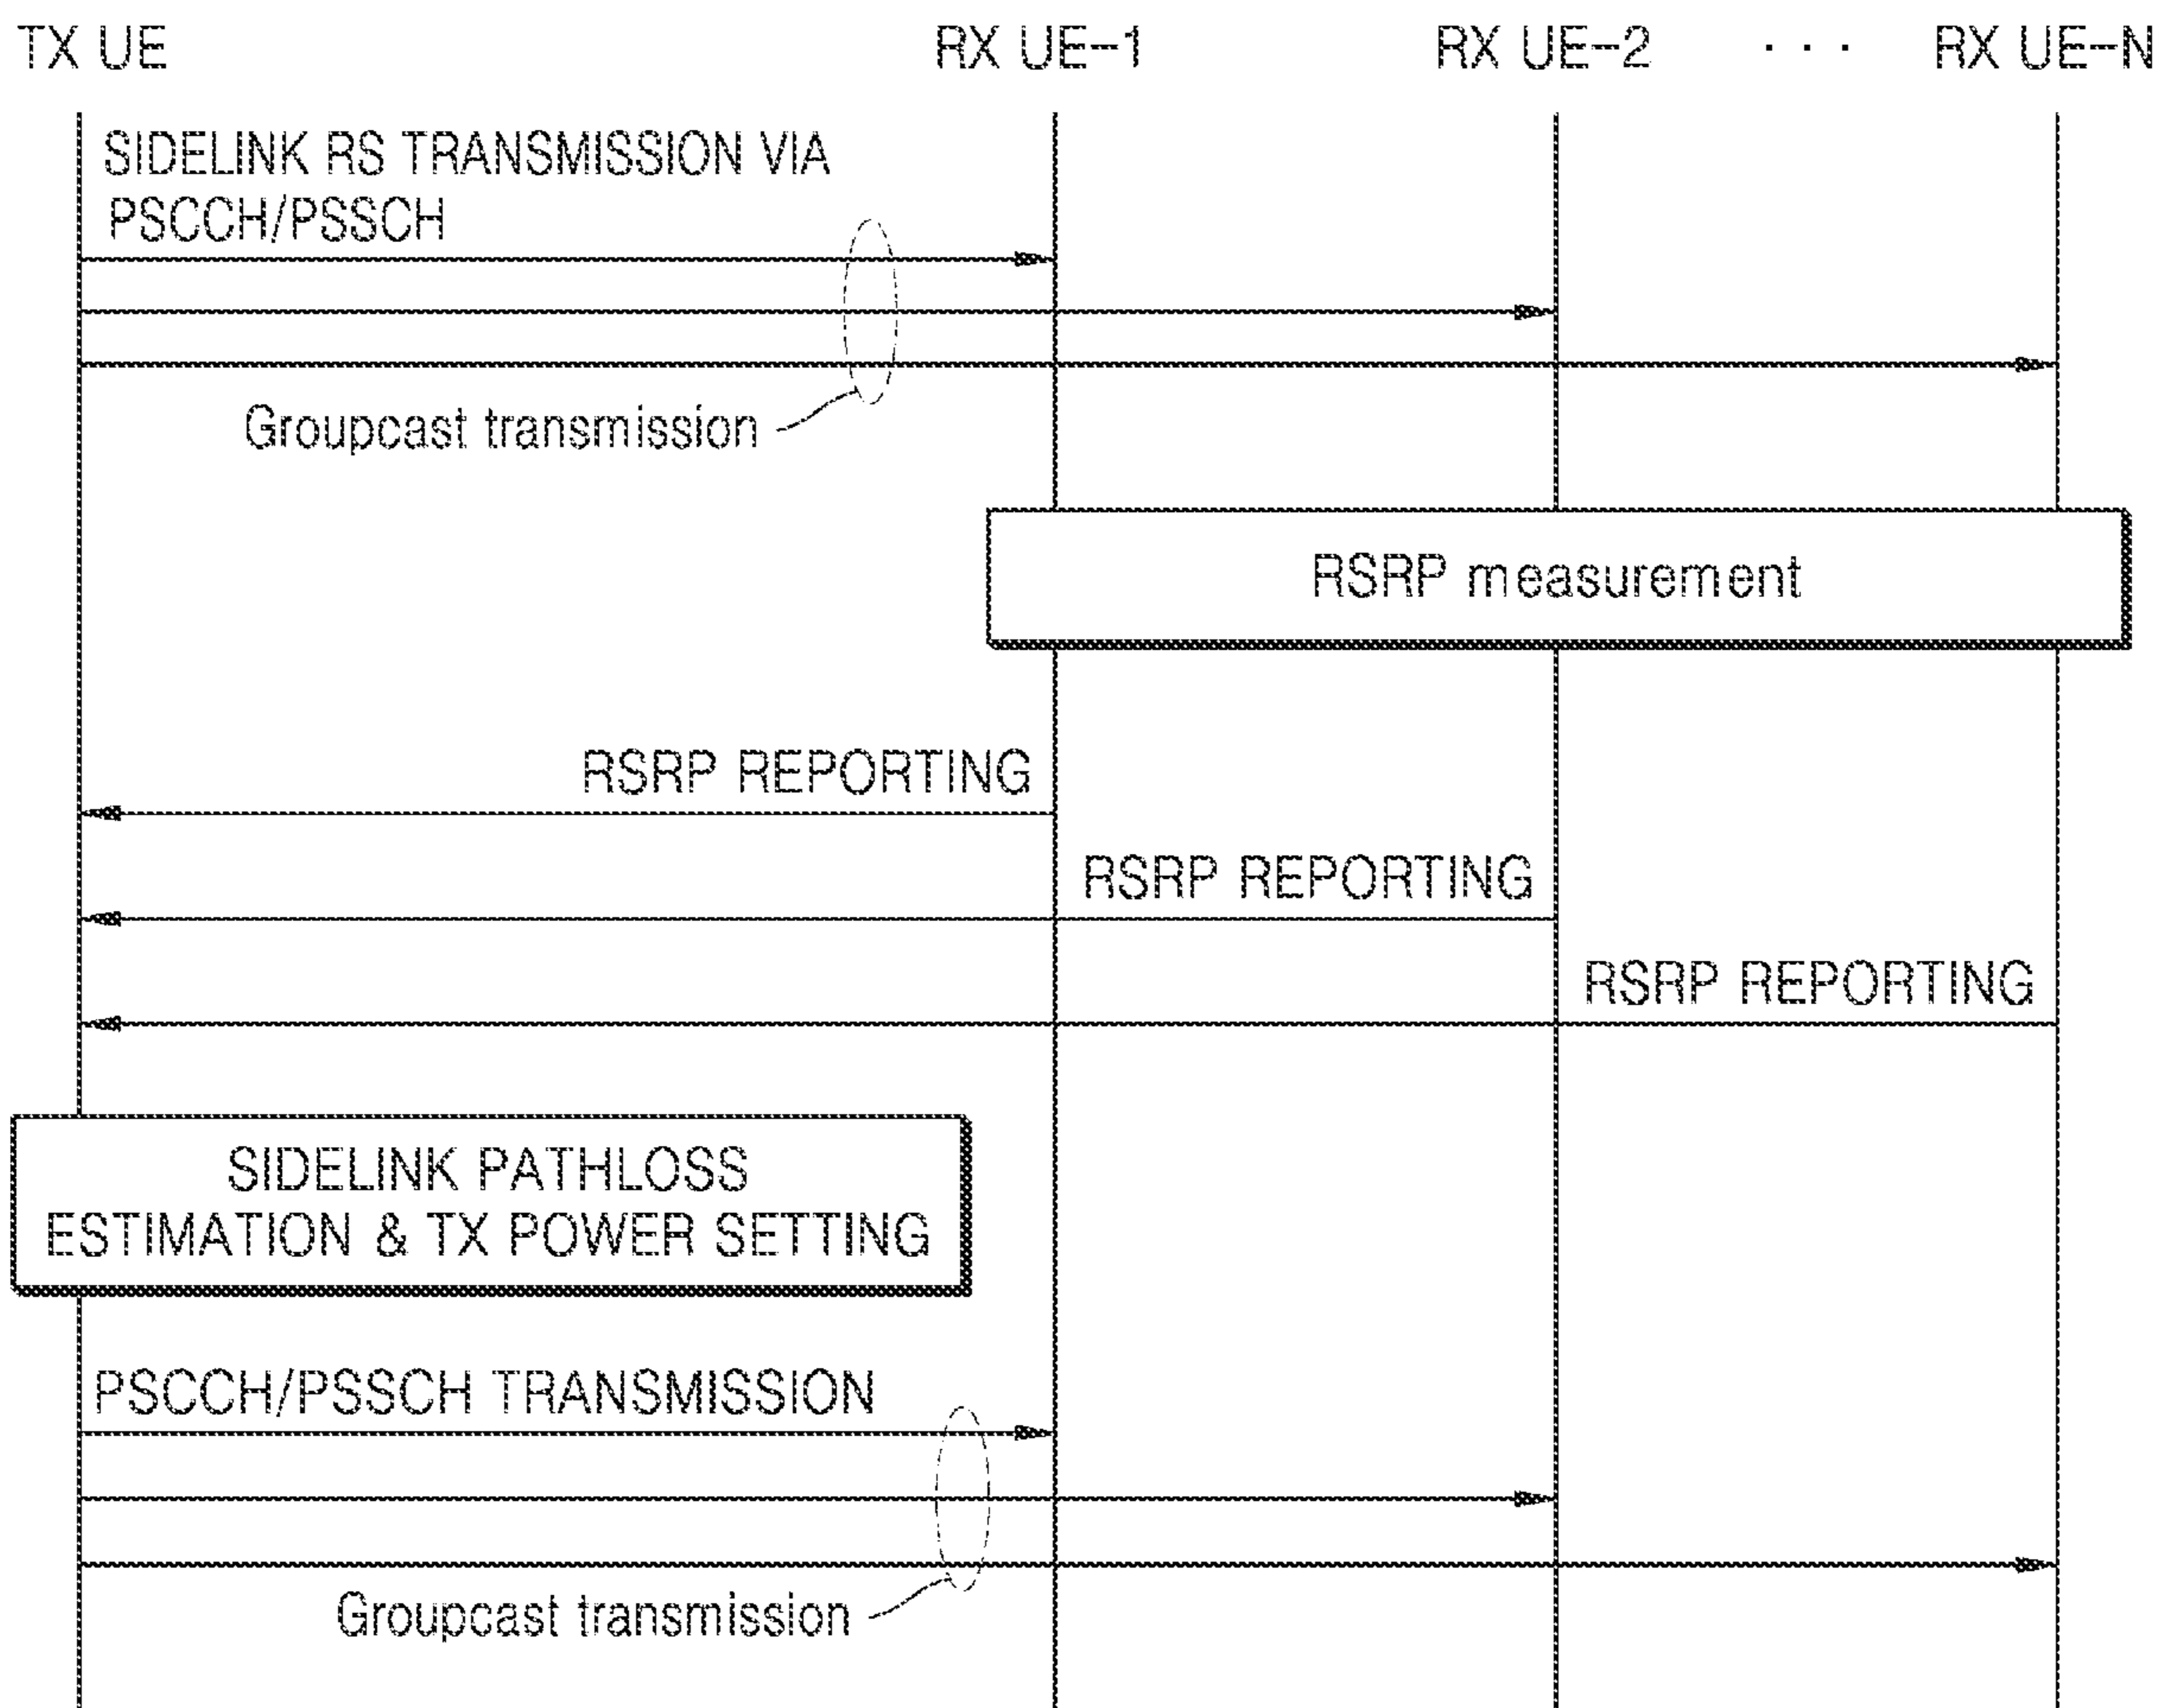 TX UE RX UE-1 RX UE-2 · · · RX UE-N
SIDELINK RS TRANSMISSION VIA
PSCCH/PSSCH
Groupcast transmission
RSRP measurement
RSRP REPORTING
RSRP REPORTING
RSRP REPORTING
SIDELINK PATHLOSS
ESTIMATION & TX POWER SETTING
PSCCH/PSSCH TRANSMISSION
Groupcast transmission